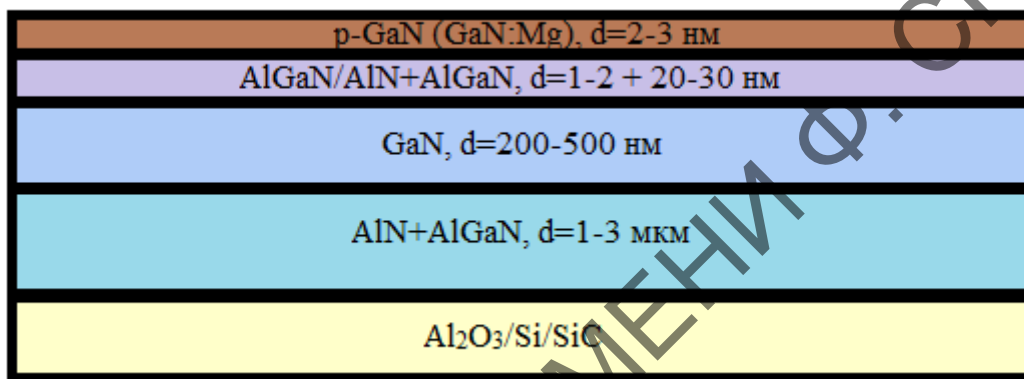 p-GaN (GaN:Mg), d=2-3 нм
AlGaN/AlN+AlGaN, d=1-2 + 20-30 нм
GaN, d=200-500 нм
AlN+AlGaN, d=1-3 мкм
Al₂O₃/Si/SiC
МЕНИ Ф. С